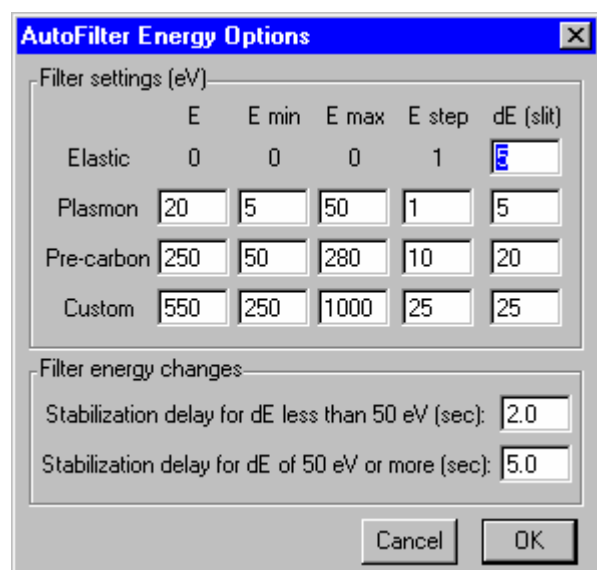 AutoFilter Energy Options
Filter settings (eV)
E E min E max E step dE (slit)
Elastic 0 0 0 1 5
Plasmon 20 5 50 1 5
Pre-carbon 250 50 280 10 20
Custom 550 250 1000 25 25
Filter energy changes
Stabilization delay for dE less than 50 eV (sec): 2.0
Stabilization delay for dE of 50 eV or more (sec): 5.0
Cancel OK